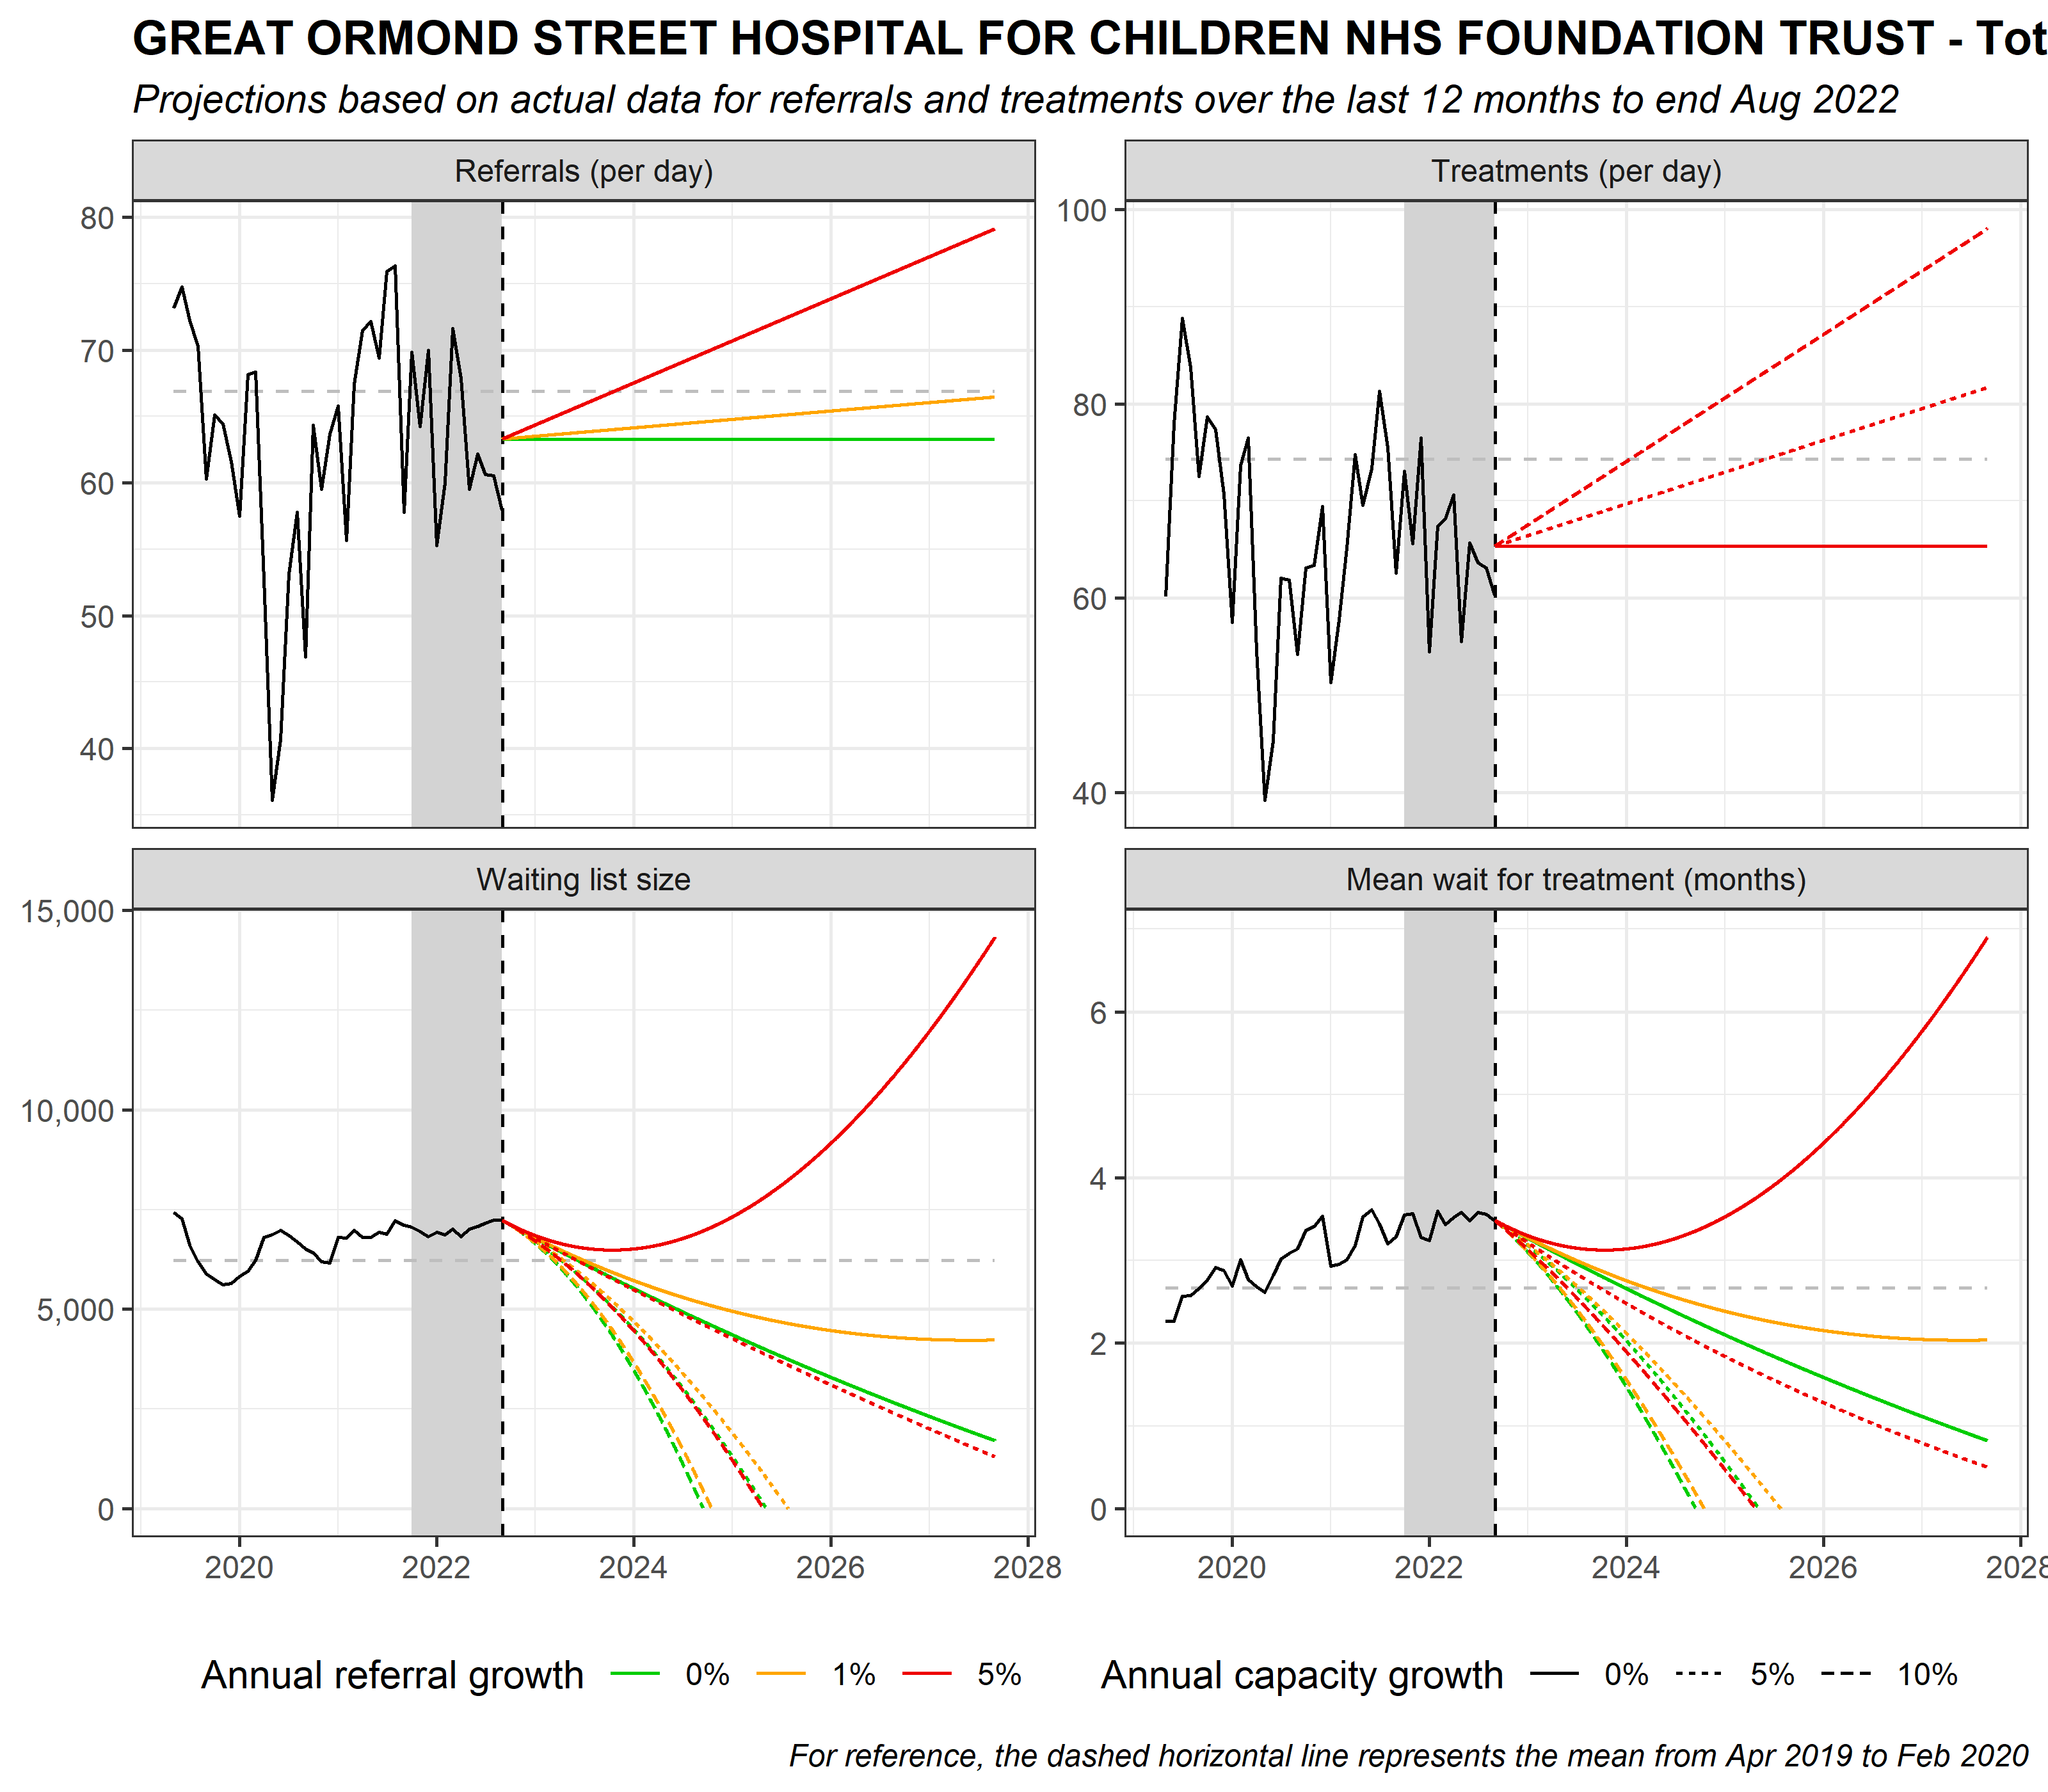 GREAT ORMOND STREET HOSPITAL FOR CHILDREN NHS FOUNDATION TRUST - Tot
Projections based on actual data for referrals and treatments over the last 12 months to end Aug 2022
Referrals (per day)
80
70
60
50
40
Treatments (per day)
100
80
60
40
Waiting list size
15,000
10,000
5,000
0
2020 2022 2024 2026 2028
Mean wait for treatment (months)
6
4
2
0
2020 2022 2024 2026 2028
Annual referral growth 0% 1% 5%
Annual capacity growth 0% 5% 10%
For reference, the dashed horizontal line represents the mean from Apr 2019 to Feb 2020